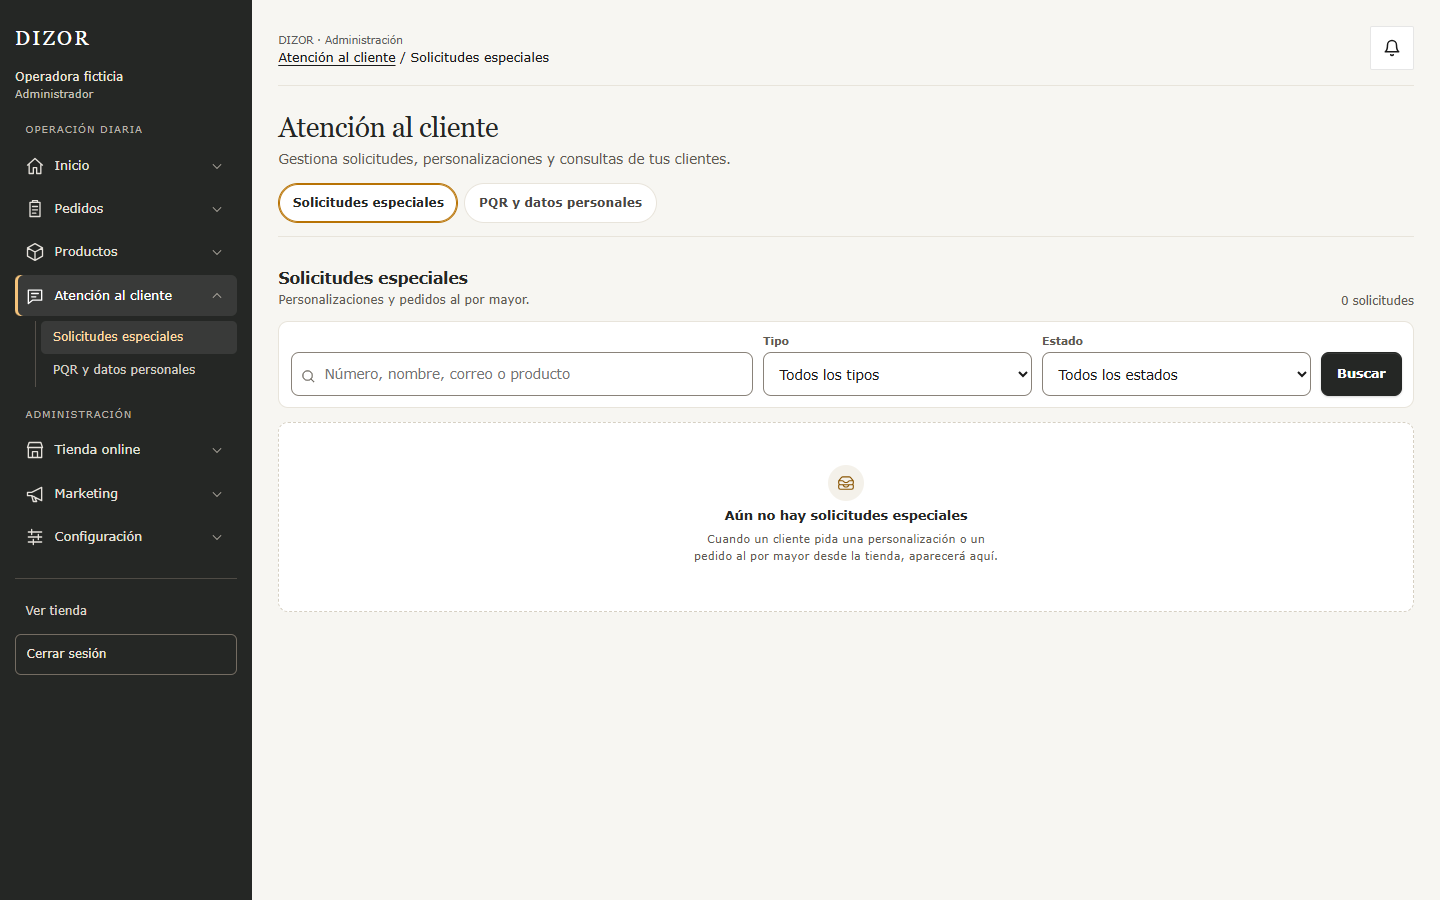 DIZOR
Operadora ficticia
Administrador
OPERACIÓN DIARIA
Inicio
Pedidos
Productos
Atención al cliente
Solicitudes especiales
PQR y datos personales
ADMINISTRACIÓN
Tienda online
Marketing
Configuración
Ver tienda
Cerrar sesión
DIZOR · Administración
Atención al cliente / Solicitudes especiales
Atención al cliente
Gestiona solicitudes, personalizaciones y consultas de tus clientes.
Solicitudes especiales
PQR y datos personales
Solicitudes especiales
Personalizaciones y pedidos al por mayor.
0 solicitudes
Número, nombre, correo o producto
Tipo
Todos los tipos
Estado
Todos los estados
Buscar
Aún no hay solicitudes especiales
Cuando un cliente pida una personalización o un
pedido al por mayor desde la tienda, aparecerá aquí.